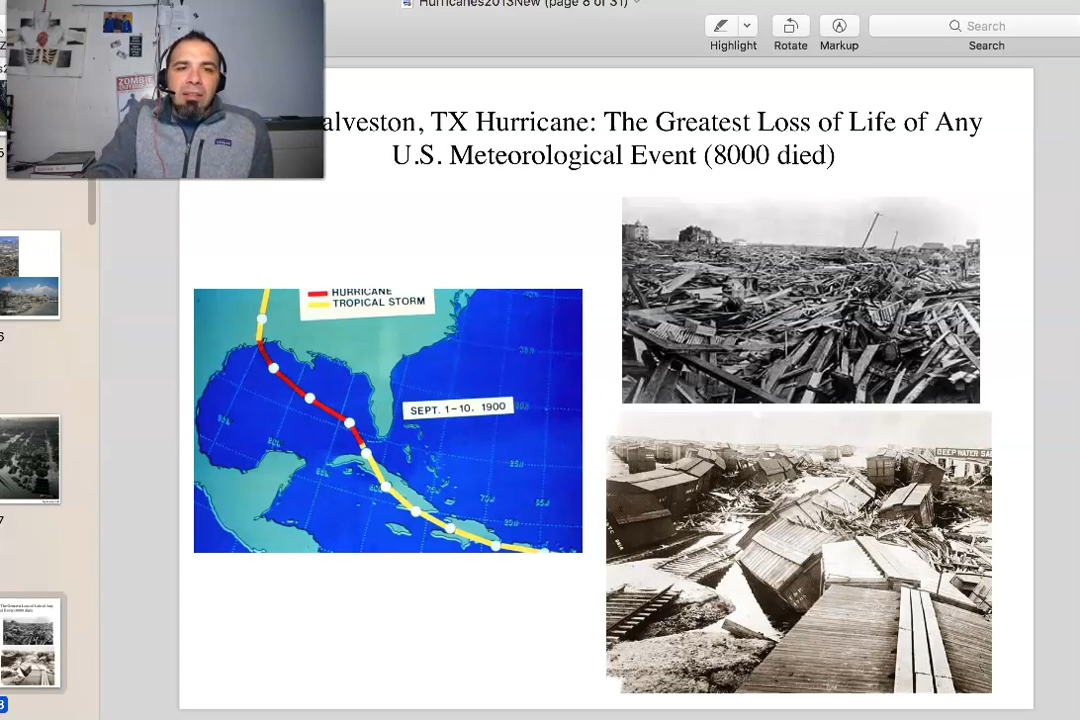 Hurricanes2013New (page 8 of 31)
Highlight
Rotate
Markup
Search
Search
ZOMBIE
alveston, TX Hurricane: The Greatest Loss of Life of Any
U.S. Meteorological Event (8000 died)
HURRICANE
TROPICAL STORM
SEPT. 1-10, 1900
DEEP WATER SA